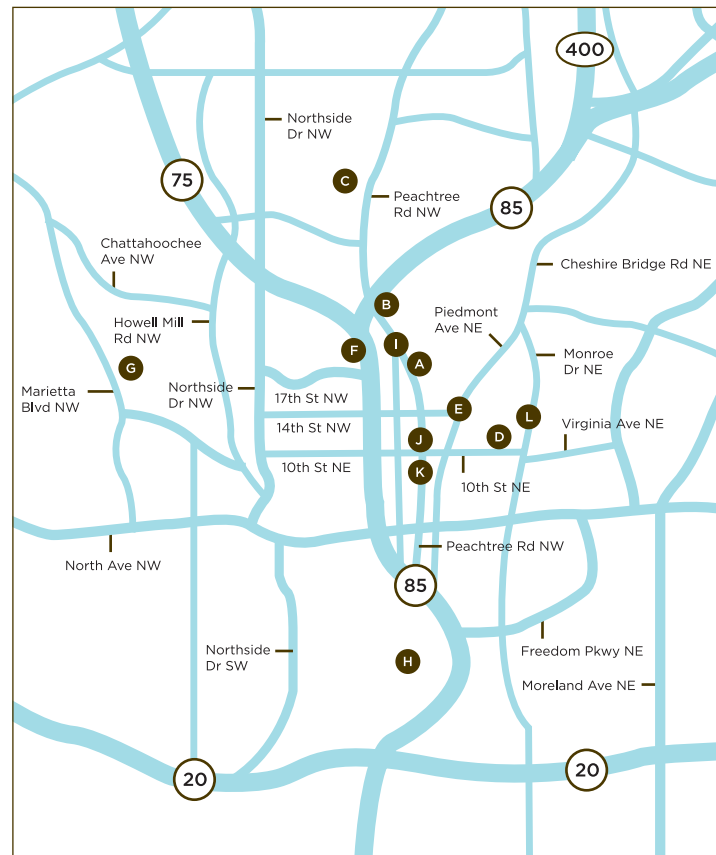 400
Northside
Dr NW
C
75
Peachtree
Rd NW
85
Chattahoochee
Ave NW
Cheshire Bridge Rd NE
B
Piedmont
Ave NE
Howell Mill
Rd NW
I
F
A
Monroe
Dr NE
G
Marietta
Blvd NW
Northside
Dr NW
17th St NW
E
L
14th St NW
Virginia Ave NE
J
D
10th St NE
K
10th St NE
North Ave NW
Peachtree Rd NW
85
Northside
Dr SW
H
Freedom Pkwy NE
Moreland Ave NE
20
20